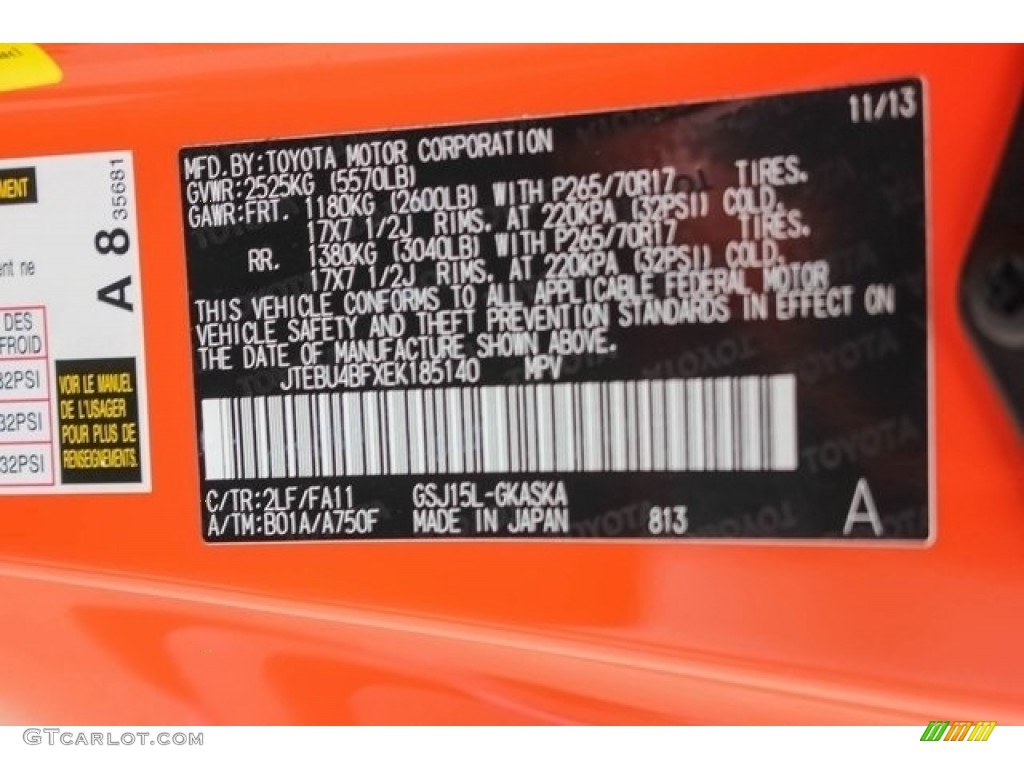 11/13
MFD.BY:TOYOTA MOTOR CORPORATION
GVWR:2525KG (5570LB)
GAWR:FRT. 1180KG (2600LB) WITH P265/70R17 TIRES.
17X7 1/2J RIMS. AT 220KPA (32PSI) COLD.
RR. 1380KG (3040LB) WITH P265/70R17 TIRES.
17X7 1/2J RIMS. AT 220KPA (32PSI) COLD.
THIS VEHICLE CONFORMS TO ALL APPLICABLE FEDERAL MOTOR
VEHICLE SAFETY AND THEFT PREVENTION STANDARDS IN EFFECT ON
THE DATE OF MANUFACTURE SHOWN ABOVE.
JTEBU4BFXEK185140 MPV
C/TR:2LF/FA11 GSJ15L-GKASKA
A/TM:B01A/A750F MADE IN JAPAN 813 A
A 8 35681
ent ne
DES
FROID
32PSI
32PSI
32PSI
VOIR LE MANUEL
DE L'USAGER
POUR PLUS DE
RENSEIGNEMENTS.
GTCARLOT.COM